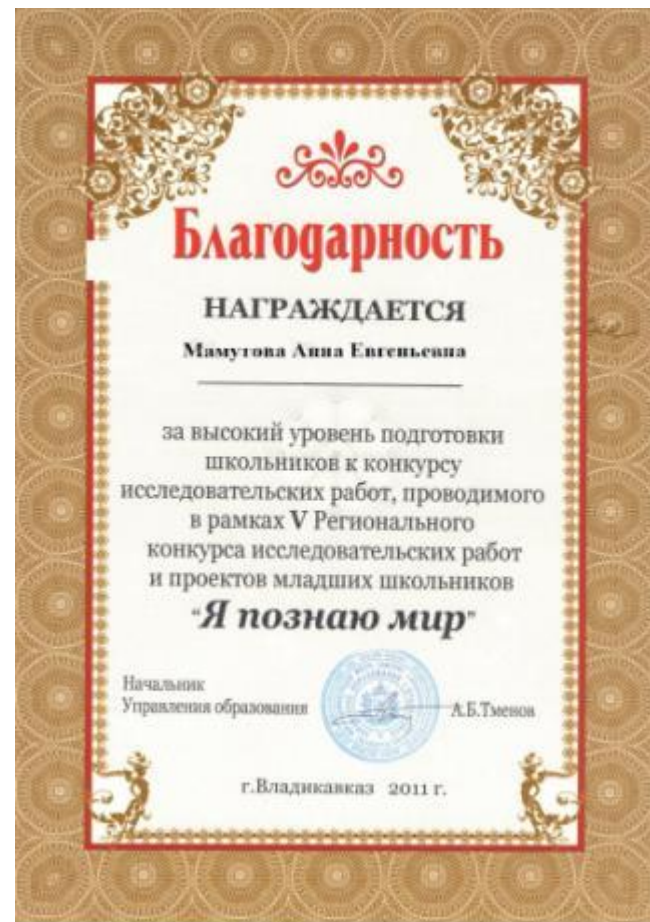 Благодарность
НАГРАЖДАЕТСЯ
Мамутова Анна Евгеньевна
за высокий уровень подготовки
школьников к конкурсу
исследовательских работ, проводимого
в рамках V Регионального
конкурса исследовательских работ
и проектов младших школьников
“Я познаю мир”
Начальник
Управления образования
А.Б.Тменов
г.Владикавказ 2011 г.